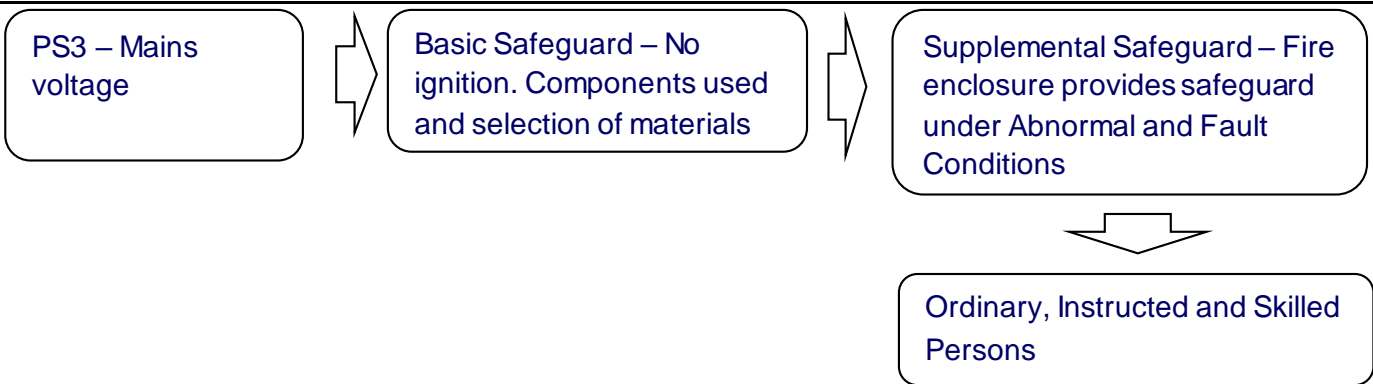 PS3 – Mains
voltage
Basic Safeguard – No
ignition. Components used
and selection of materials
Supplemental Safeguard – Fire
enclosure provides safeguard
under Abnormal and Fault
Conditions
Ordinary, Instructed and Skilled
Persons